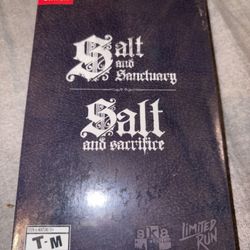 Salt
and
Sanctuary
Salt
and sacrifice
T-M
LIMITED
RUN